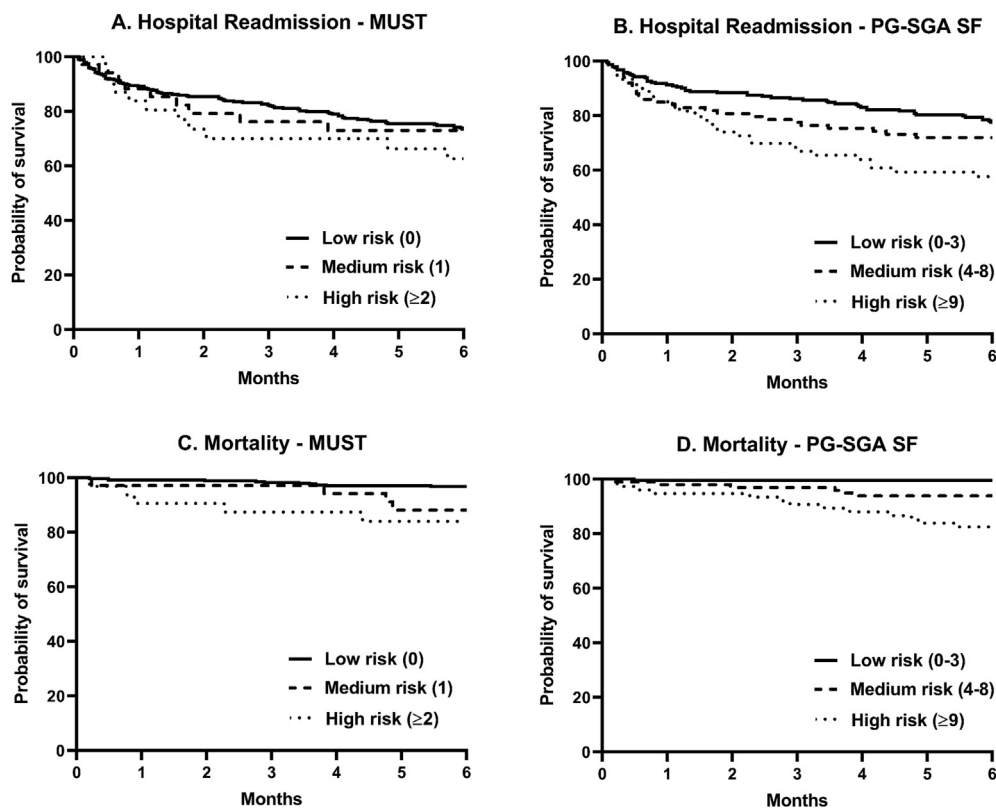 A. Hospital Readmission - MUST
Probability of survival
100
80
60
40
20
0
Low risk (0)
Medium risk (1)
High risk (≥2)
0 1 2 3 4 5 6
Months
B. Hospital Readmission - PG-SGA SF
Probability of survival
100
80
60
40
20
0
Low risk (0-3)
Medium risk (4-8)
High risk (≥9)
0 1 2 3 4 5 6
Months
C. Mortality - MUST
Probability of survival
100
80
60
40
20
0
Low risk (0)
Medium risk (1)
High risk (≥2)
0 1 2 3 4 5 6
Months
D. Mortality - PG-SGA SF
Probability of survival
100
80
60
40
20
0
Low risk (0-3)
Medium risk (4-8)
High risk (≥9)
0 1 2 3 4 5 6
Months